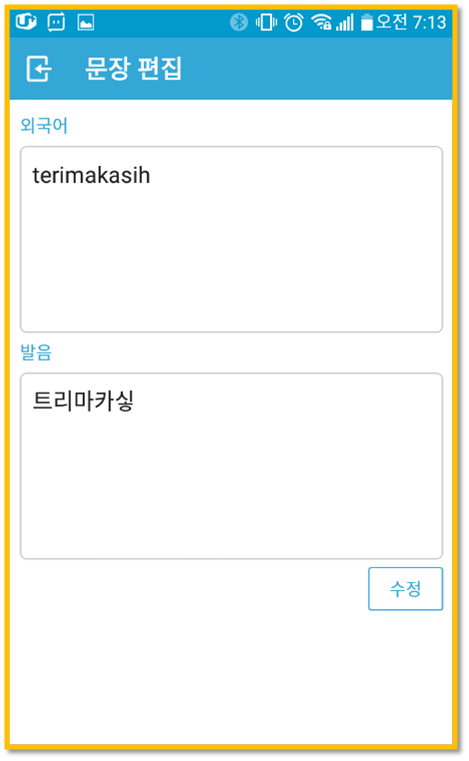 오전 7:13
문장 편집
외국어
terimakasih
발음
트리마카싷
수정